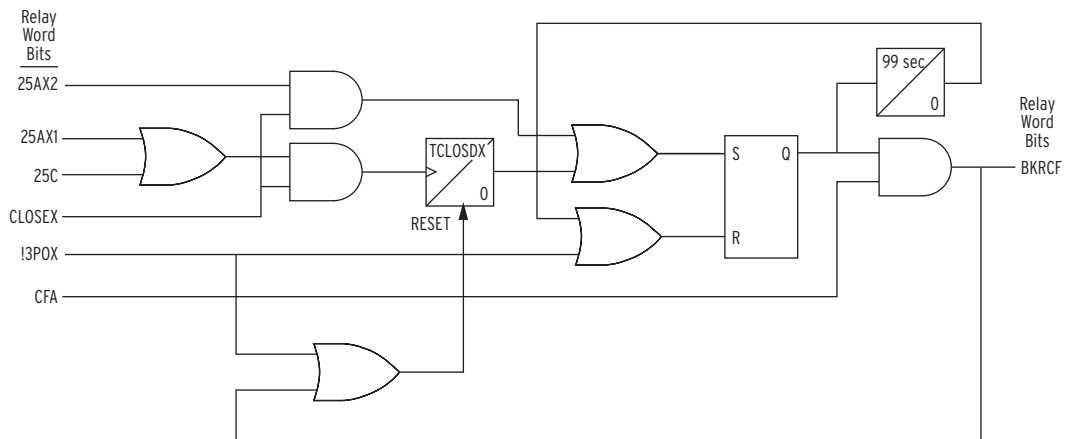 Relay
Word
Bits
25AX2
25AX1
25C
CLOSEX
!3POX
CFA
TCLOSDX
0
RESET
S
Q
R
99 sec
0
Relay
Word
Bits
BKRCF